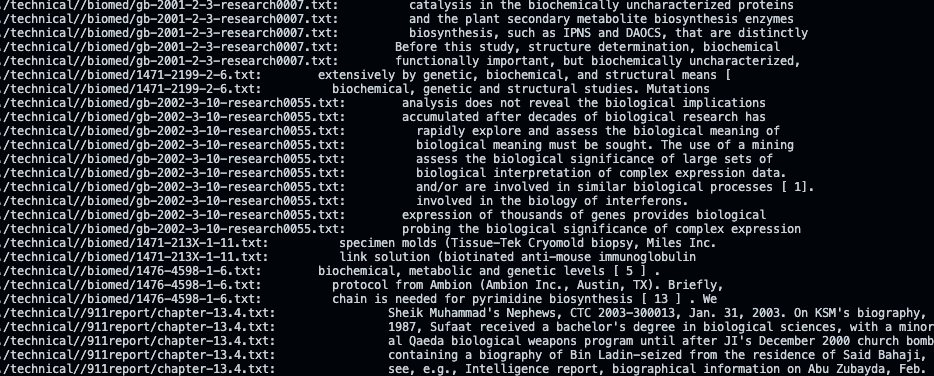 ./technical//biomed/gb-2001-2-3-research0007.txt: catalysis in the biochemically uncharacterized proteins
./technical//biomed/gb-2001-2-3-research0007.txt: and the plant secondary metabolite biosynthesis enzymes
./technical//biomed/gb-2001-2-3-research0007.txt: biosynthesis, such as IPNS and DAOCS, that are distinctly
./technical//biomed/gb-2001-2-3-research0007.txt: Before this study, structure determination, biochemical
./technical//biomed/gb-2001-2-3-research0007.txt: functionally important, but biochemically uncharacterized,
./technical//biomed/1471-2199-2-6.txt: extensively by genetic, biochemical, and structural means [
./technical//biomed/1471-2199-2-6.txt: biochemical, genetic and structural studies. Mutations
./technical//biomed/gb-2002-3-10-research0055.txt: analysis does not reveal the biological implications
./technical//biomed/gb-2002-3-10-research0055.txt: accumulated after decades of biological research has
./technical//biomed/gb-2002-3-10-research0055.txt: rapidly explore and assess the biological meaning of
./technical//biomed/gb-2002-3-10-research0055.txt: biological meaning must be sought. The use of a mining
./technical//biomed/gb-2002-3-10-research0055.txt: assess the biological significance of large sets of
./technical//biomed/gb-2002-3-10-research0055.txt: biological interpretation of complex expression data.
./technical//biomed/gb-2002-3-10-research0055.txt: and/or are involved in similar biological processes [ 1].
./technical//biomed/gb-2002-3-10-research0055.txt: involved in the biology of interferons.
./technical//biomed/gb-2002-3-10-research0055.txt: expression of thousands of genes provides biological
./technical//biomed/gb-2002-3-10-research0055.txt: probing the biological significance of complex expression
./technical//biomed/1471-213X-1-11.txt: specimen molds (Tissue-Tek Cryomold biopsy, Miles Inc.
./technical//biomed/1471-213X-1-11.txt: link solution (biotinated anti-mouse immunoglobulin
./technical//biomed/1476-4598-1-6.txt: biochemical, metabolic and genetic levels [ 5 ] .
./technical//biomed/1476-4598-1-6.txt: protocol from Ambion (Ambion Inc., Austin, TX). Briefly,
./technical//biomed/1476-4598-1-6.txt: chain is needed for pyrimidine biosynthesis [ 13 ] . We
./technical//911report/chapter-13.4.txt: Sheik Muhammad's Nephews, CTC 2003-300013, Jan. 31, 2003. On KSM's biography,
./technical//911report/chapter-13.4.txt: 1987, Sufaat received a bachelor's degree in biological sciences, with a minor
./technical//911report/chapter-13.4.txt: al Qaeda biological weapons program until after JI's December 2000 church bomb
./technical//911report/chapter-13.4.txt: containing a biography of Bin Ladin-seized from the residence of Said Bahaji,
./technical//911report/chapter-13.4.txt: see, e.g., Intelligence report, biographical information on Abu Zubayda, Feb.